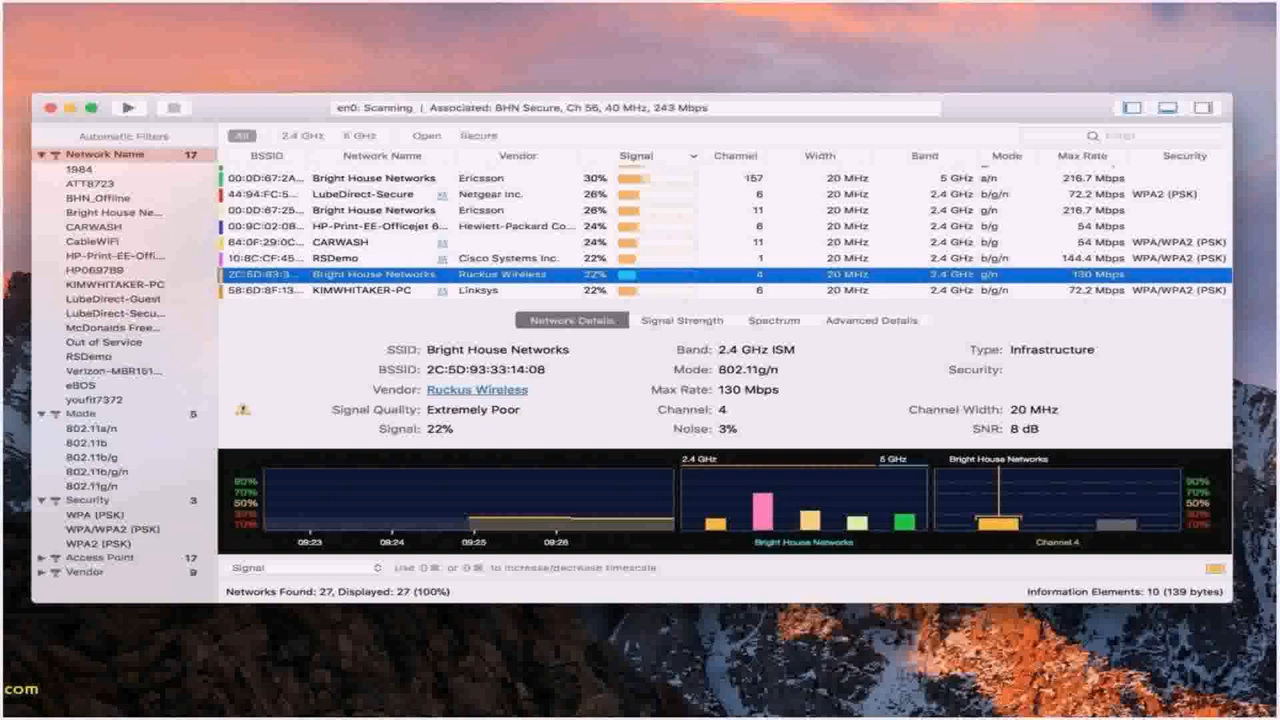 en0: Scanning | Associated: BHN Secure, Ch 56, 40 MHz, 243 Mbps
Automatic Filters
All 2.4 GHz 5 GHz Open Secure
BSSID Network Name Vendor Signal Channel Width Band Mode Max Rate Security
Network Name 17
1984
ATT8723
BHN_Offline
Bright House Ne...
CARWASH
CableWiFi
HP-Print-EE-Offi...
HP0697B9
KIMWHITAKER-PC
LubeDirect-Guest
LubeDirect-Secu...
McDonalds Free...
Out of Service
RSDemo
Verizon-MBR151...
eBOS
youfit7372
Mode 5
802.11a/n
802.11b
802.11b/g
802.11b/g/n
802.11g/n
Security 3
WPA (PSK)
WPA/WPA2 (PSK)
WPA2 (PSK)
Access Point 17
Vendor 9
00:0D:67:2A... Bright House Networks Ericsson 30% 157 20 MHz 5 GHz a/n 216.7 Mbps
44:94:FC:5... LubeDirect-Secure Netgear Inc. 26% 6 20 MHz 2.4 GHz b/g/n 72.2 Mbps WPA2 (PSK)
00:0D:67:25... Bright House Networks Ericsson 26% 11 20 MHz 2.4 GHz g/n 216.7 Mbps
00:9C:02:08... HP-Print-EE-Officejet 6... Hewlett-Packard Co... 24% 6 20 MHz 2.4 GHz b/g 54 Mbps
64:0F:29:0C... CARWASH 24% 11 20 MHz 2.4 GHz b/g 54 Mbps WPA/WPA2 (PSK)
10:8C:CF:45... RSDemo Cisco Systems Inc. 22% 1 20 MHz 2.4 GHz b/g/n 144.4 Mbps WPA/WPA2 (PSK)
2C:5D:93:3... Bright House Networks Ruckus Wireless 22% 4 20 MHz 2.4 GHz g/n 130 Mbps
58:6D:8F:13... KIMWHITAKER-PC Linksys 22% 6 20 MHz 2.4 GHz b/g/n 72.2 Mbps WPA/WPA2 (PSK)
Network Details Signal Strength Spectrum Advanced Details
SSID: Bright House Networks Band: 2.4 GHz ISM Type: Infrastructure
BSSID: 2C:5D:93:33:14:08 Mode: 802.11g/n Security:
Vendor: Ruckus Wireless Max Rate: 130 Mbps
Signal Quality: Extremely Poor Channel: 4 Channel Width: 20 MHz
Signal: 22% Noise: 3% SNR: 8 dB
2.4 GHz 5 GHz Bright House Networks
90% 90%
70% 70%
50% 50%
30% 30%
10% 10%
09:23 09:24 09:25 09:26 Bright House Networks Channel 4
Signal to increase/decrease timescale
Networks Found: 27, Displayed: 27 (100%) Information Elements: 10 (139 bytes)
com